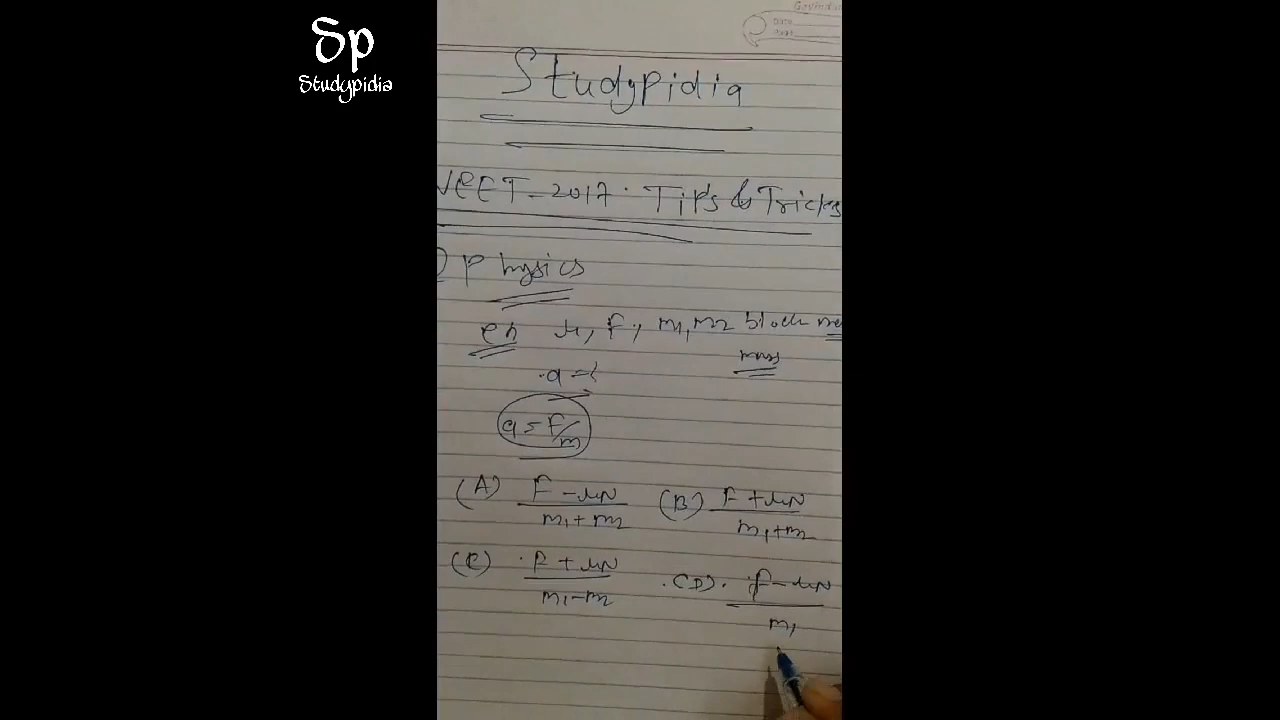 Sp
Studypidia
Studypidia
NEET-2017. Tips & Tricks
Physics
ex μ, F, m1, m2 block
mass
a = ?
a = F/m
(A) F - μN / m1 + m2 (B) F + μN / m1 + m2
(C) F + μN / m1 - m2 (D) F - μN / m1